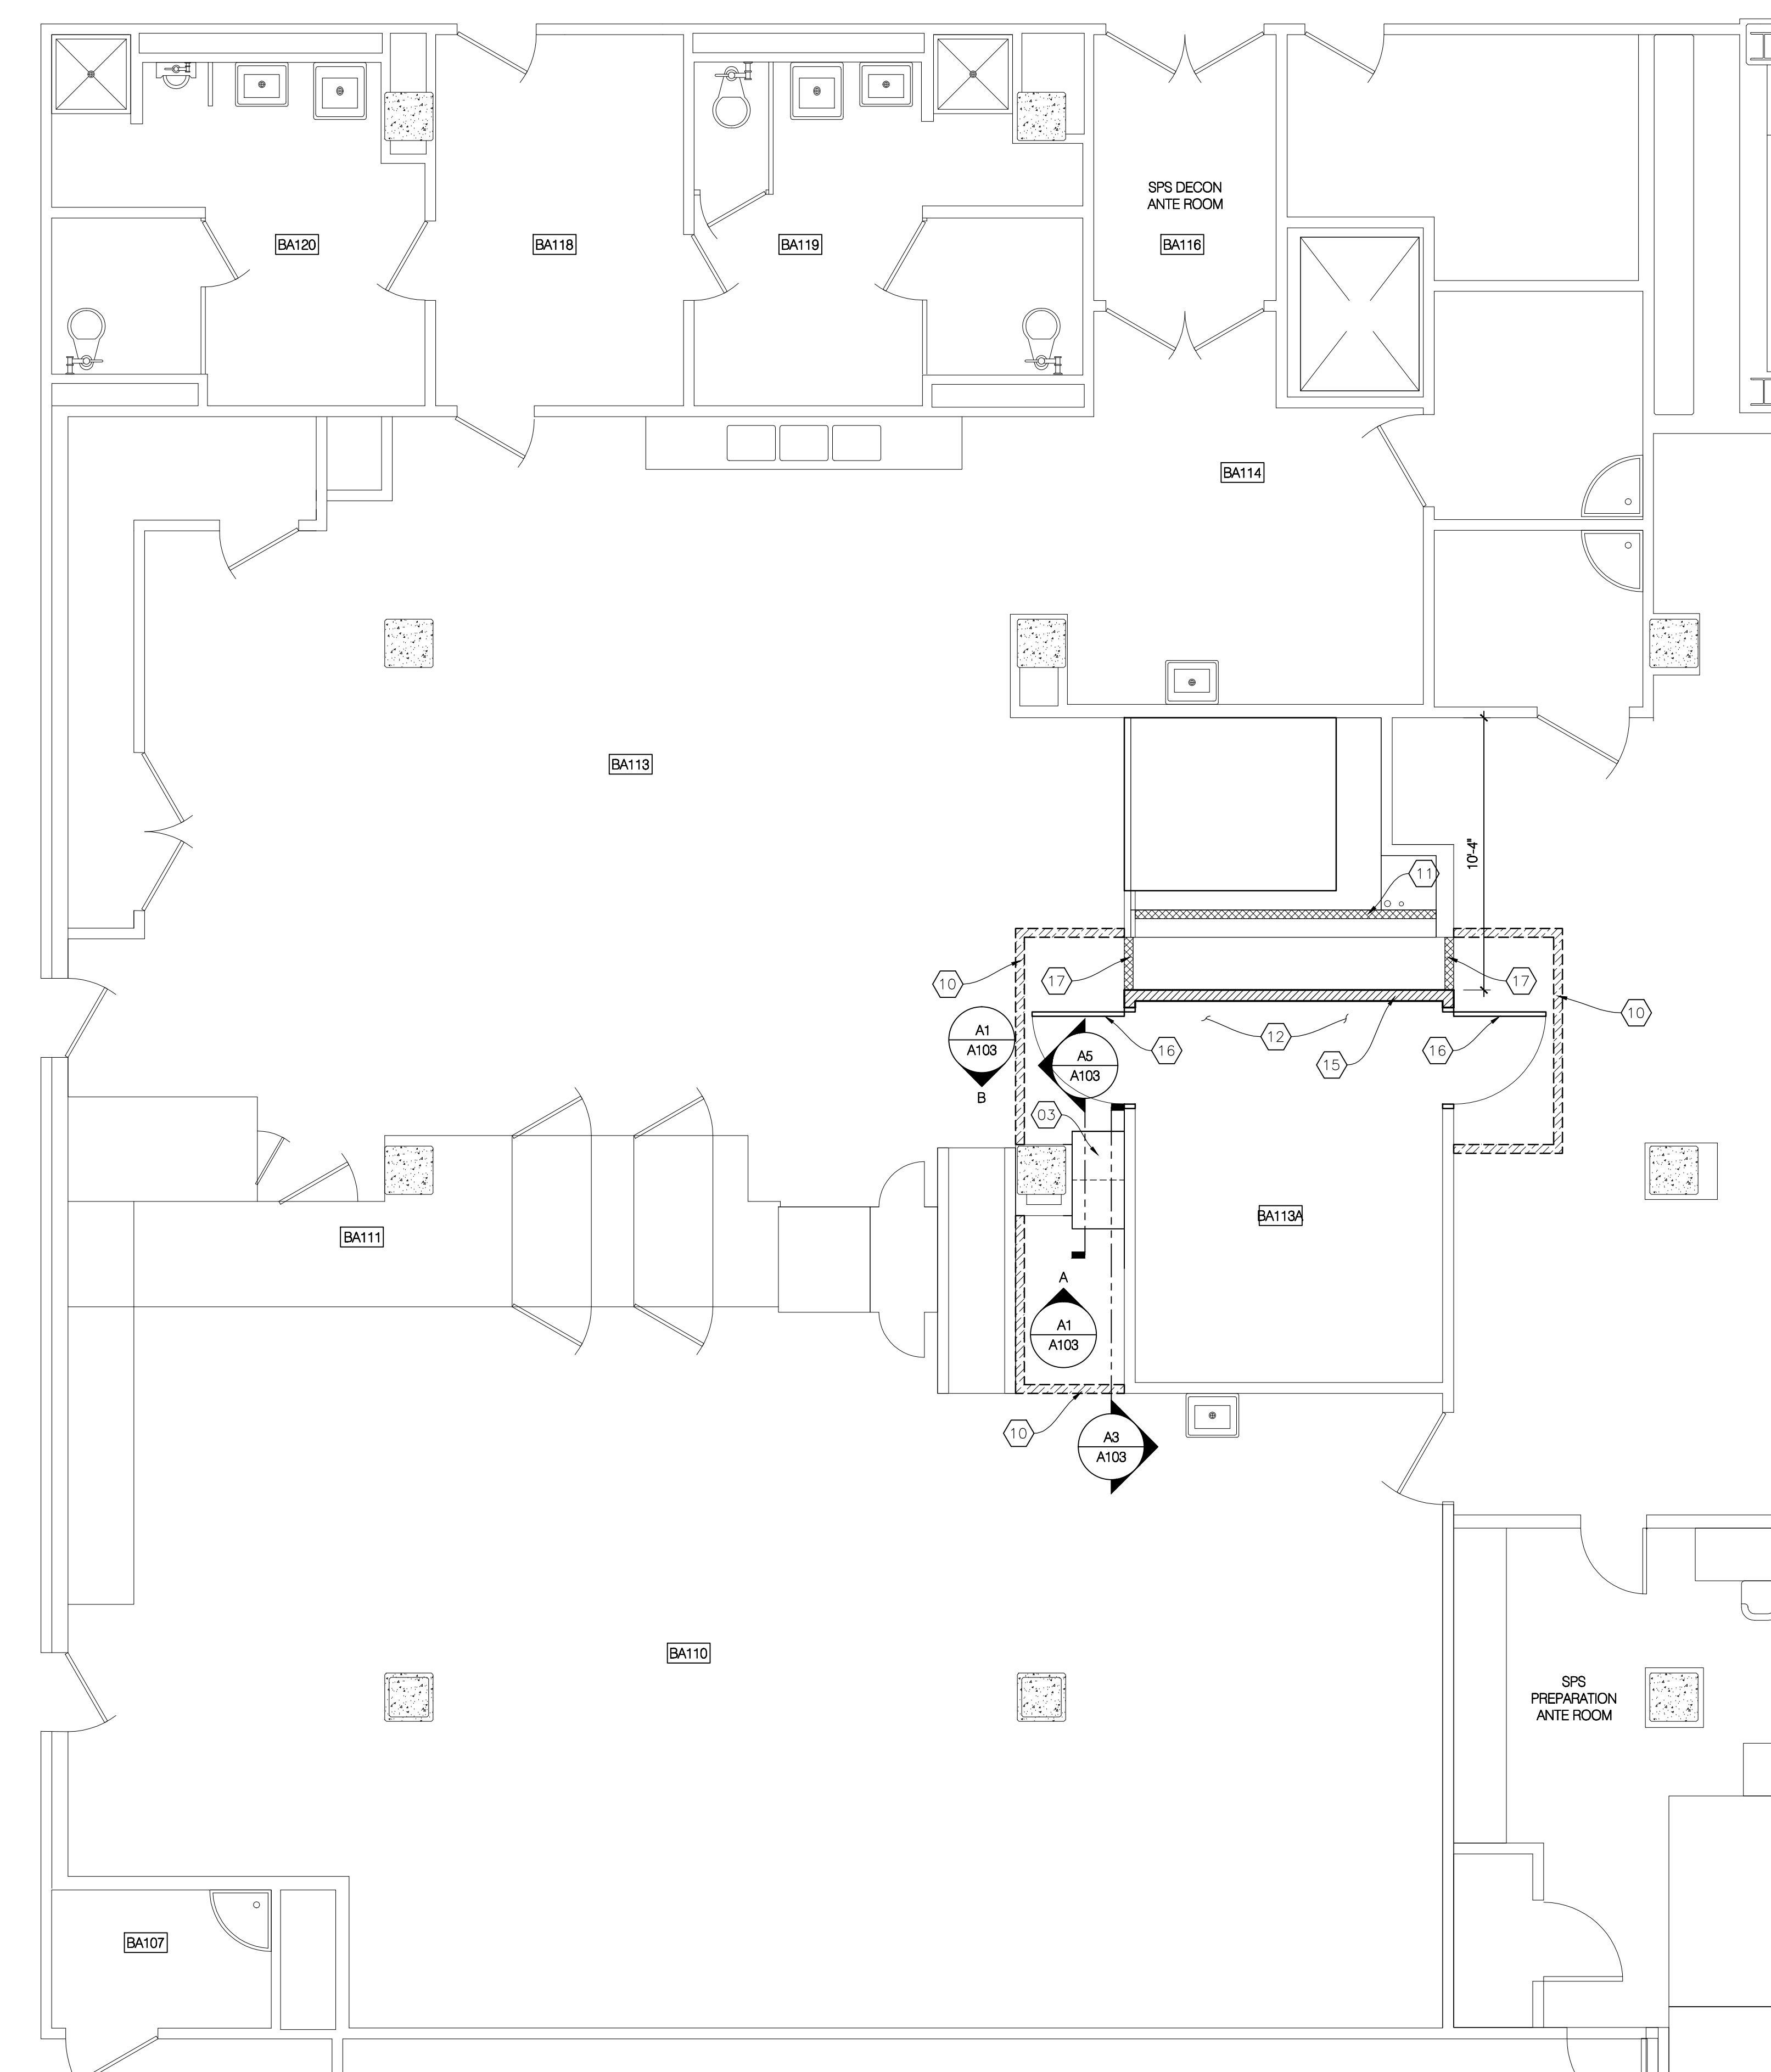 SPS DECON
ANTE ROOM
BA120
BA118
BA119
BA116
BA114
BA113
10'-4"
11
10
17
17
10
A1
A103
B
A5
A103
16
12
15
16
03
BA113A
BA111
A
A1
A103
10
A3
A103
BA110
SPS
PREPARATION
ANTE ROOM
BA107